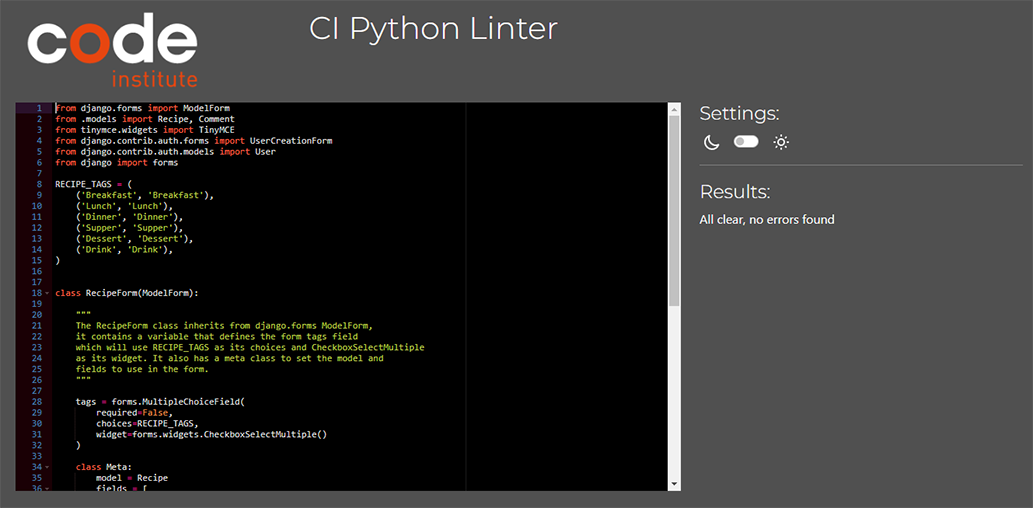 code
institute
CI Python Linter
1 from django.forms import ModelForm
2 from .models import Recipe, Comment
3 from tinymce.widgets import TinyMCE
4 from django.contrib.auth.forms import UserCreationForm
5 from django.contrib.auth.models import User
6 from django import forms
7
8 RECIPE_TAGS = (
9     ('Breakfast', 'Breakfast'),
10     ('Lunch', 'Lunch'),
11     ('Dinner', 'Dinner'),
12     ('Supper', 'Supper'),
13     ('Dessert', 'Dessert'),
14     ('Drink', 'Drink'),
15 )
16
17
18 class RecipeForm(ModelForm):
19
20     """
21     The RecipeForm class inherits from django.forms ModelForm,
22     it contains a variable that defines the form tags field
23     which will use RECIPE_TAGS as its choices and CheckboxSelectMultiple
24     as its widget. It also has a meta class to set the model and
25     fields to use in the form.
26     """
27
28     tags = forms.MultipleChoiceField(
29         required=False,
30         choices=RECIPE_TAGS,
31         widget=forms.widgets.CheckboxSelectMultiple()
32     )
33
34     class Meta:
35         model = Recipe
36         fields = [
Settings:
Results:
All clear, no errors found